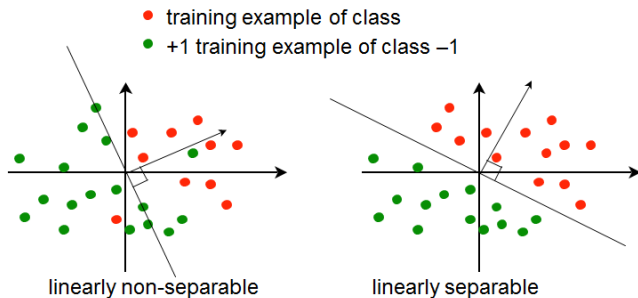 training example of class
+1 training example of class –1
linearly non-separable
linearly separable